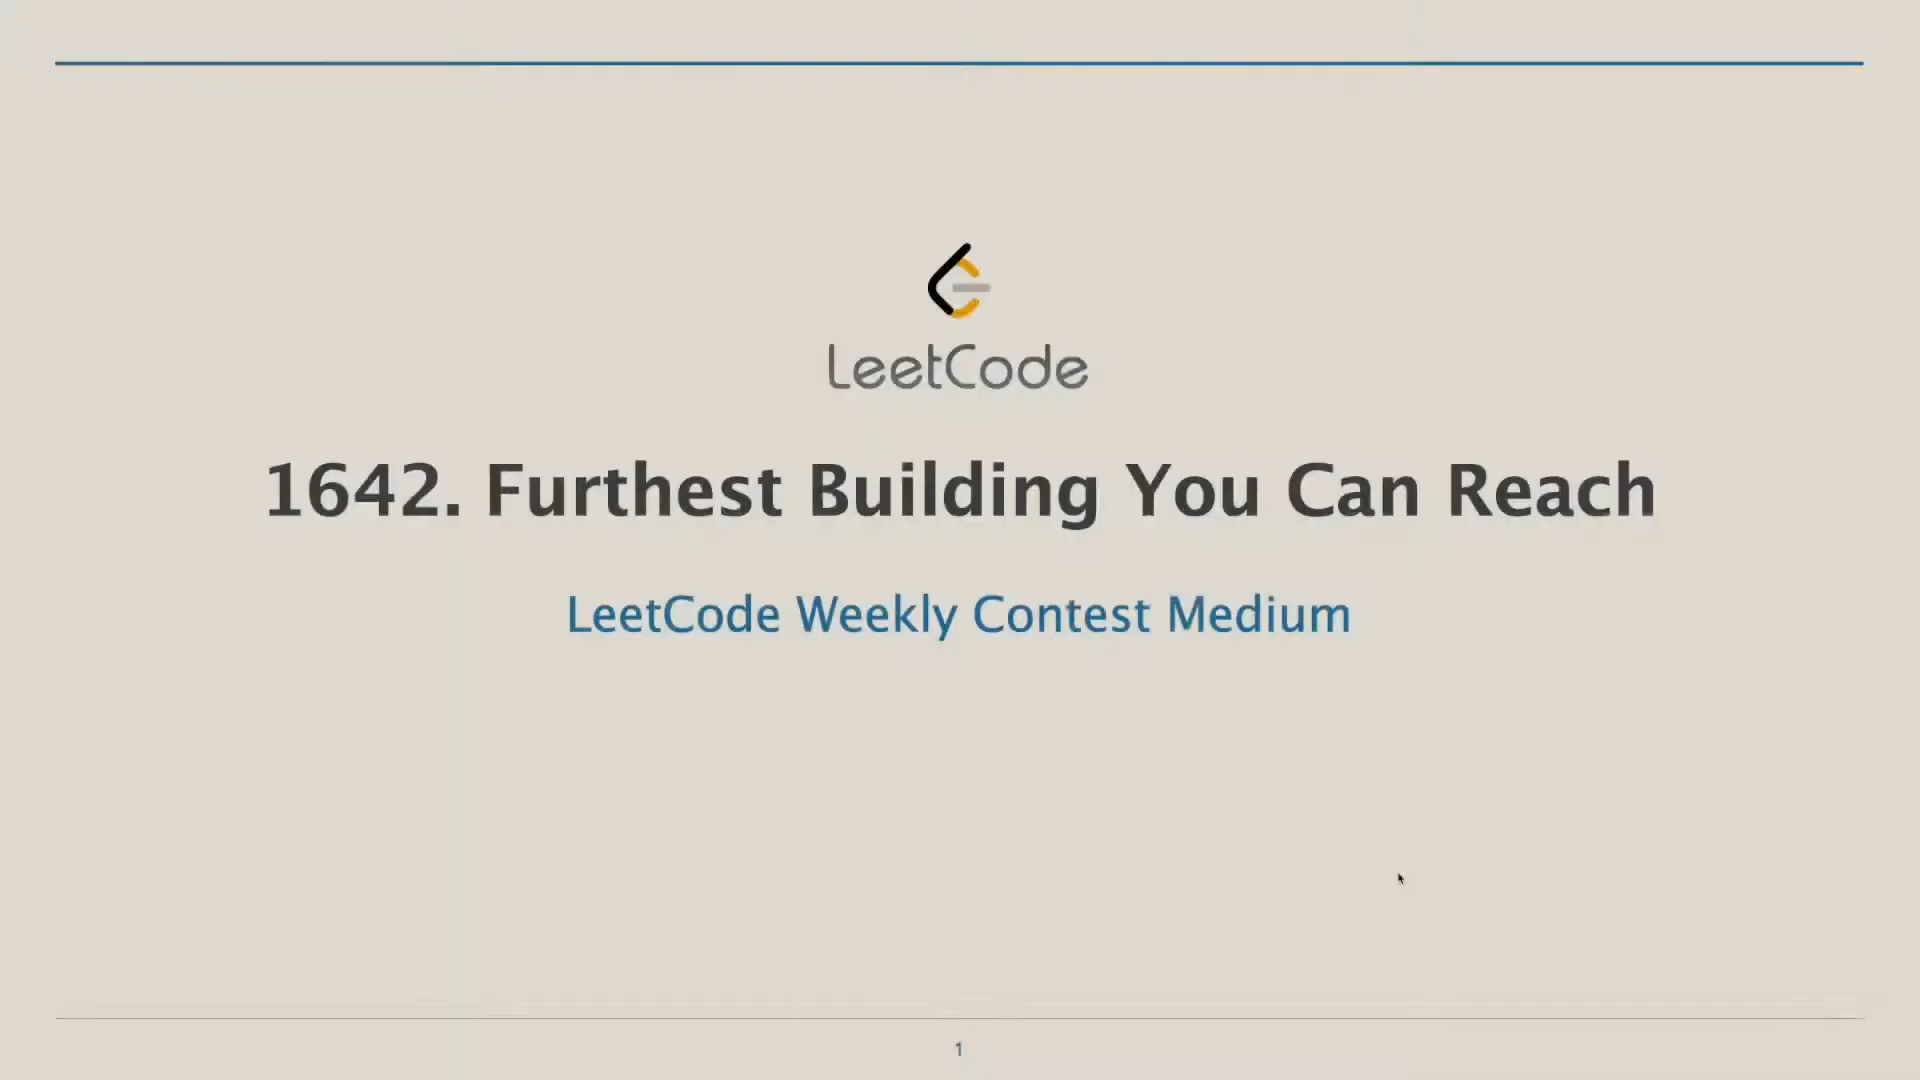 LeetCode
1642. Furthest Building You Can Reach
LeetCode Weekly Contest Medium
1